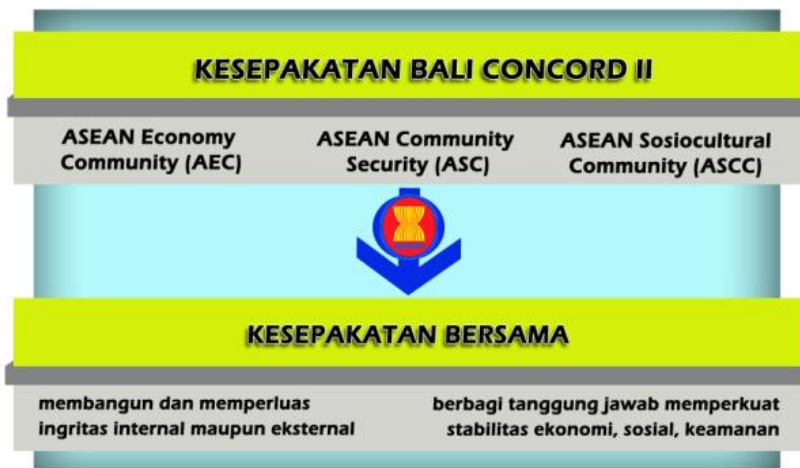 KESEPAKATAN BALI CONCORD II
ASEAN Economy
Community (AEC)
ASEAN Community
Security (ASC)
ASEAN Sosiocultural
Community (ASCC)
KESEPAKATAN BERSAMA
membangun dan memperluas
ingritas internal maupun eksternal
berbagi tanggung jawab memperkuat
stabilitas ekonomi, sosial, keamanan